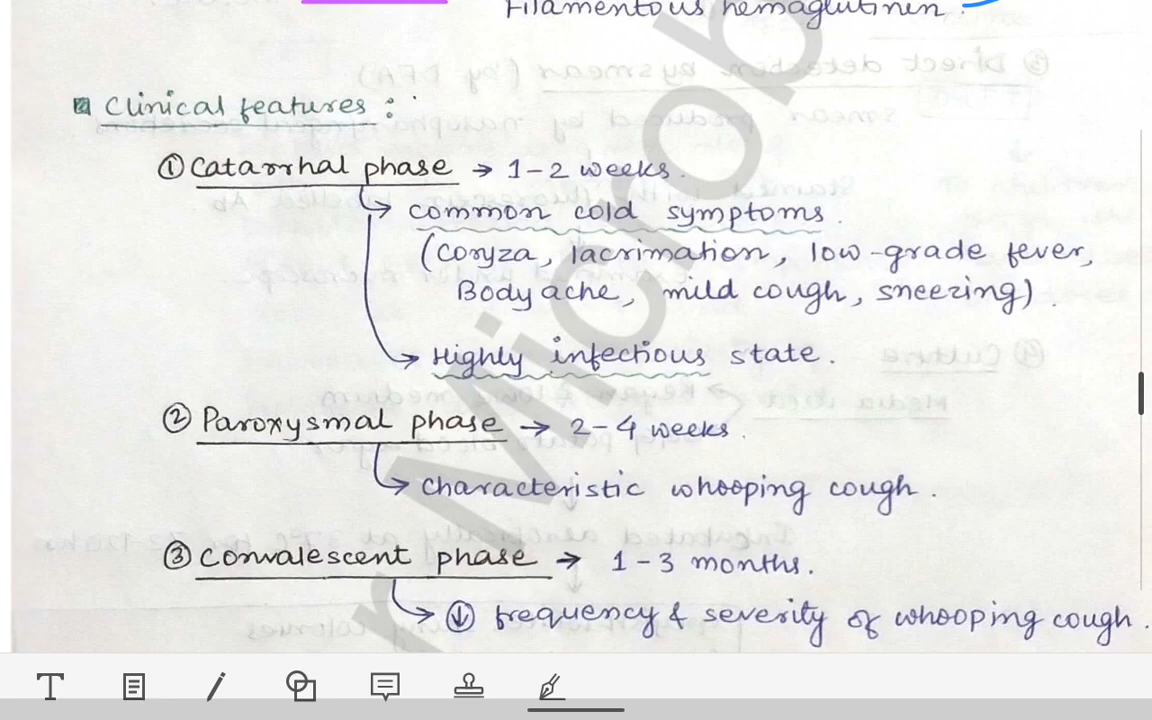 Filamentous hemaglutinin.
Clinical features :
① Catarrhal phase → 1-2 weeks.
↳ common cold symptoms.
(coryza, lacrimation, low-grade fever,
Body ache, mild cough, sneezing).
↳ Highly infectious state.
② Paroxysmal phase → 2-4 weeks.
↳ characteristic whooping cough.
③ Convalescent phase → 1-3 months.
↳ ↓ frequency & severity of whooping cough.
r Microb
T